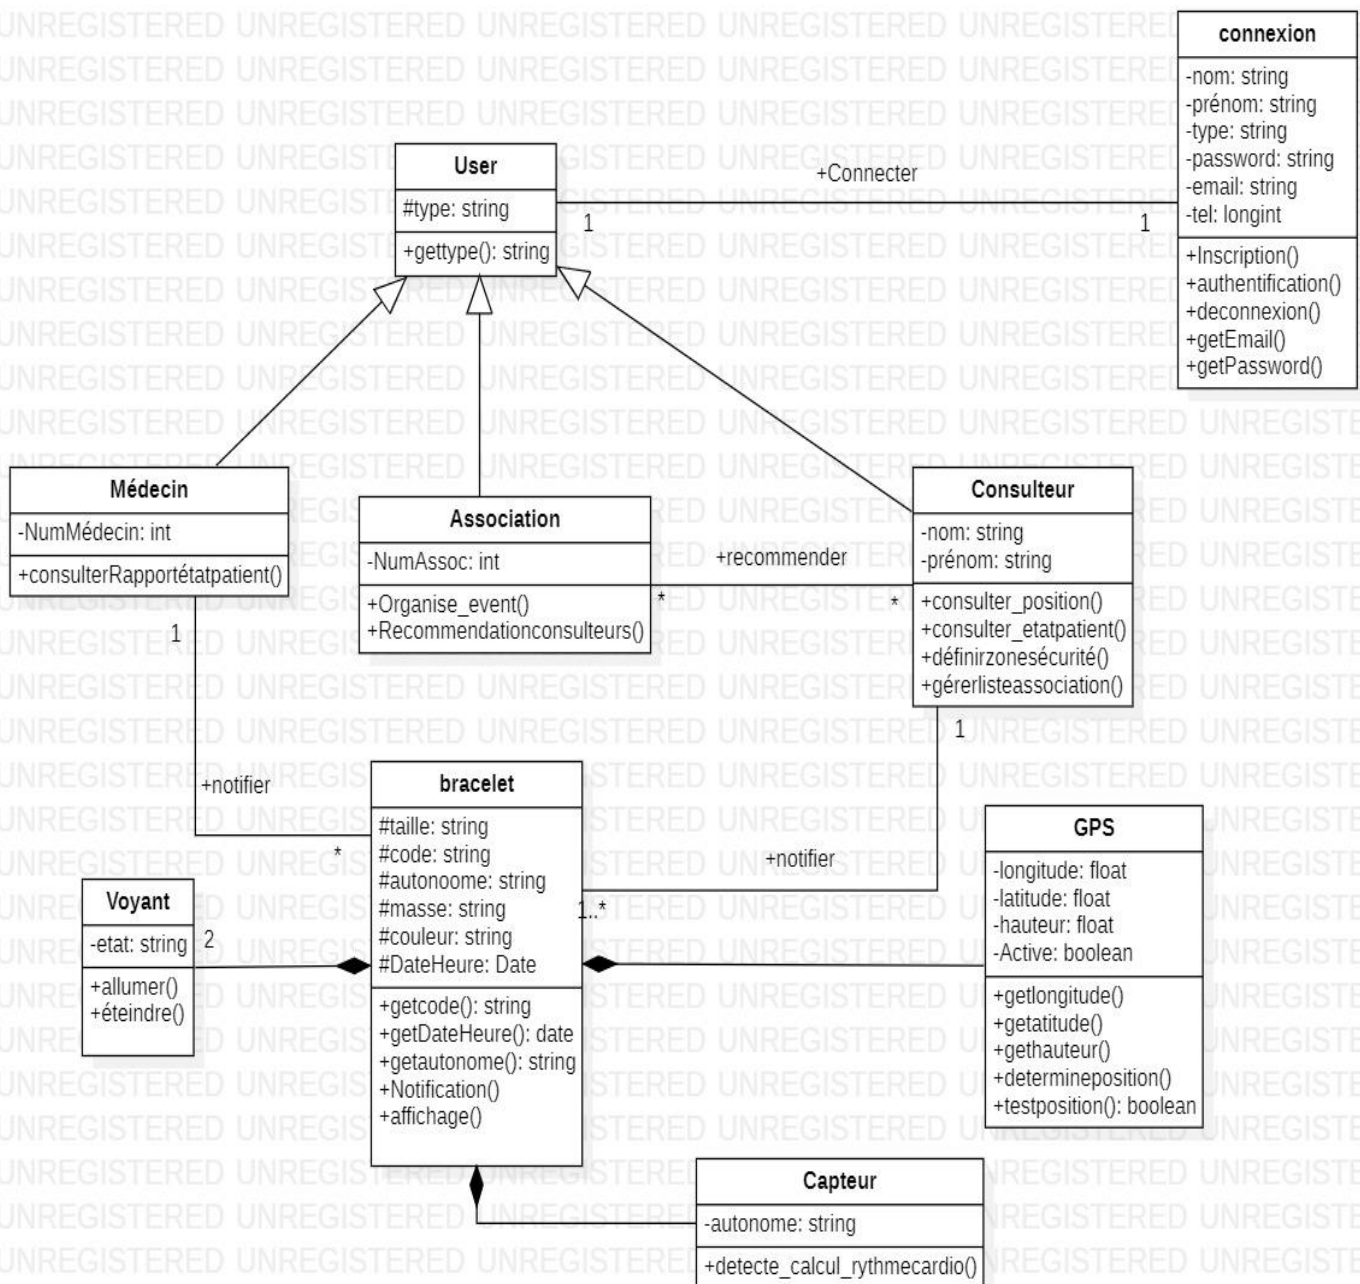 connexion
-nom: string
-prénom: string
-type: string
-password: string
-email: string
-tel: longint
+Inscription()
+authentification()
+deconnexion()
+getEmail()
+getPassword()
User
#type: string
+gettype(): string
+Connecter
1
1
Médecin
-NumMédecin: int
+consulterRapportétatpatient()
Association
-NumAssoc: int
+Organise_event()
+Recommendationconsulteurs()
+recommender
*
*
Consulteur
-nom: string
-prénom: string
+consulter_position()
+consulter_etatpatient()
+définirzonesécurité()
+gérerlisteassociation()
1
1
+notifier
*
bracelet
#taille: string
#code: string
#autonoome: string
#masse: string
#couleur: string
#DateHeure: Date
+getcode(): string
+getDateHeure(): date
+getautonome(): string
+Notification()
+affichage()
+notifier
1..*
GPS
-longitude: float
-latitude: float
-hauteur: float
-Active: boolean
+getlongitude()
+getatitude()
+gethauteur()
+determineposition()
+testposition(): boolean
Voyant
-etat: string
+allumer()
+éteindre()
2
Capteur
-autonome: string
+detecte_calcul_rythmecardio()
UNREGISTERED